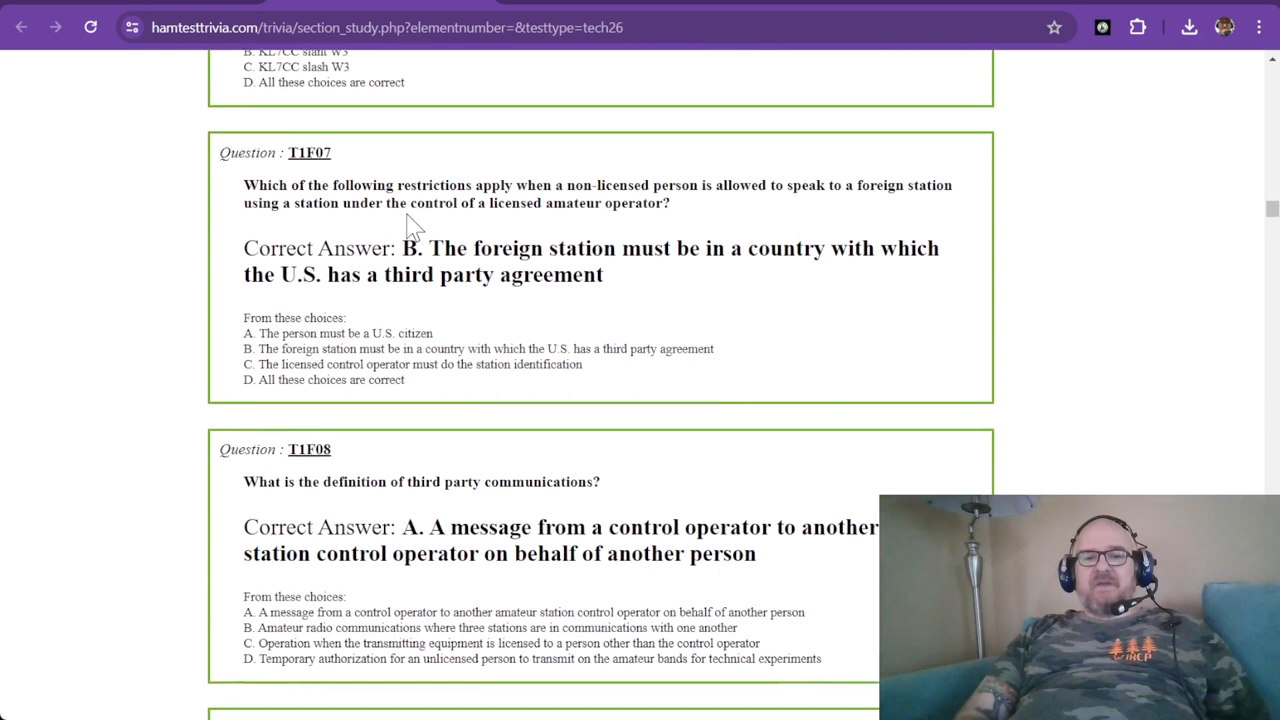 hamtesttrivia.com/trivia/section_study.php?elementnumber=&testtype=tech26
B. KL7CC slant W3
C. KL7CC slash W3
D. All these choices are correct
Question : T1F07
Which of the following restrictions apply when a non-licensed person is allowed to speak to a foreign station
using a station under the control of a licensed amateur operator?
Correct Answer: B. The foreign station must be in a country with which
the U.S. has a third party agreement
From these choices:
A. The person must be a U.S. citizen
B. The foreign station must be in a country with which the U.S. has a third party agreement
C. The licensed control operator must do the station identification
D. All these choices are correct
Question : T1F08
What is the definition of third party communications?
Correct Answer: A. A message from a control operator to another
station control operator on behalf of another person
From these choices:
A. A message from a control operator to another amateur station control operator on behalf of another person
B. Amateur radio communications where three stations are in communications with one another
C. Operation when the transmitting equipment is licensed to a person other than the control operator
D. Temporary authorization for an unlicensed person to transmit on the amateur bands for technical experiments